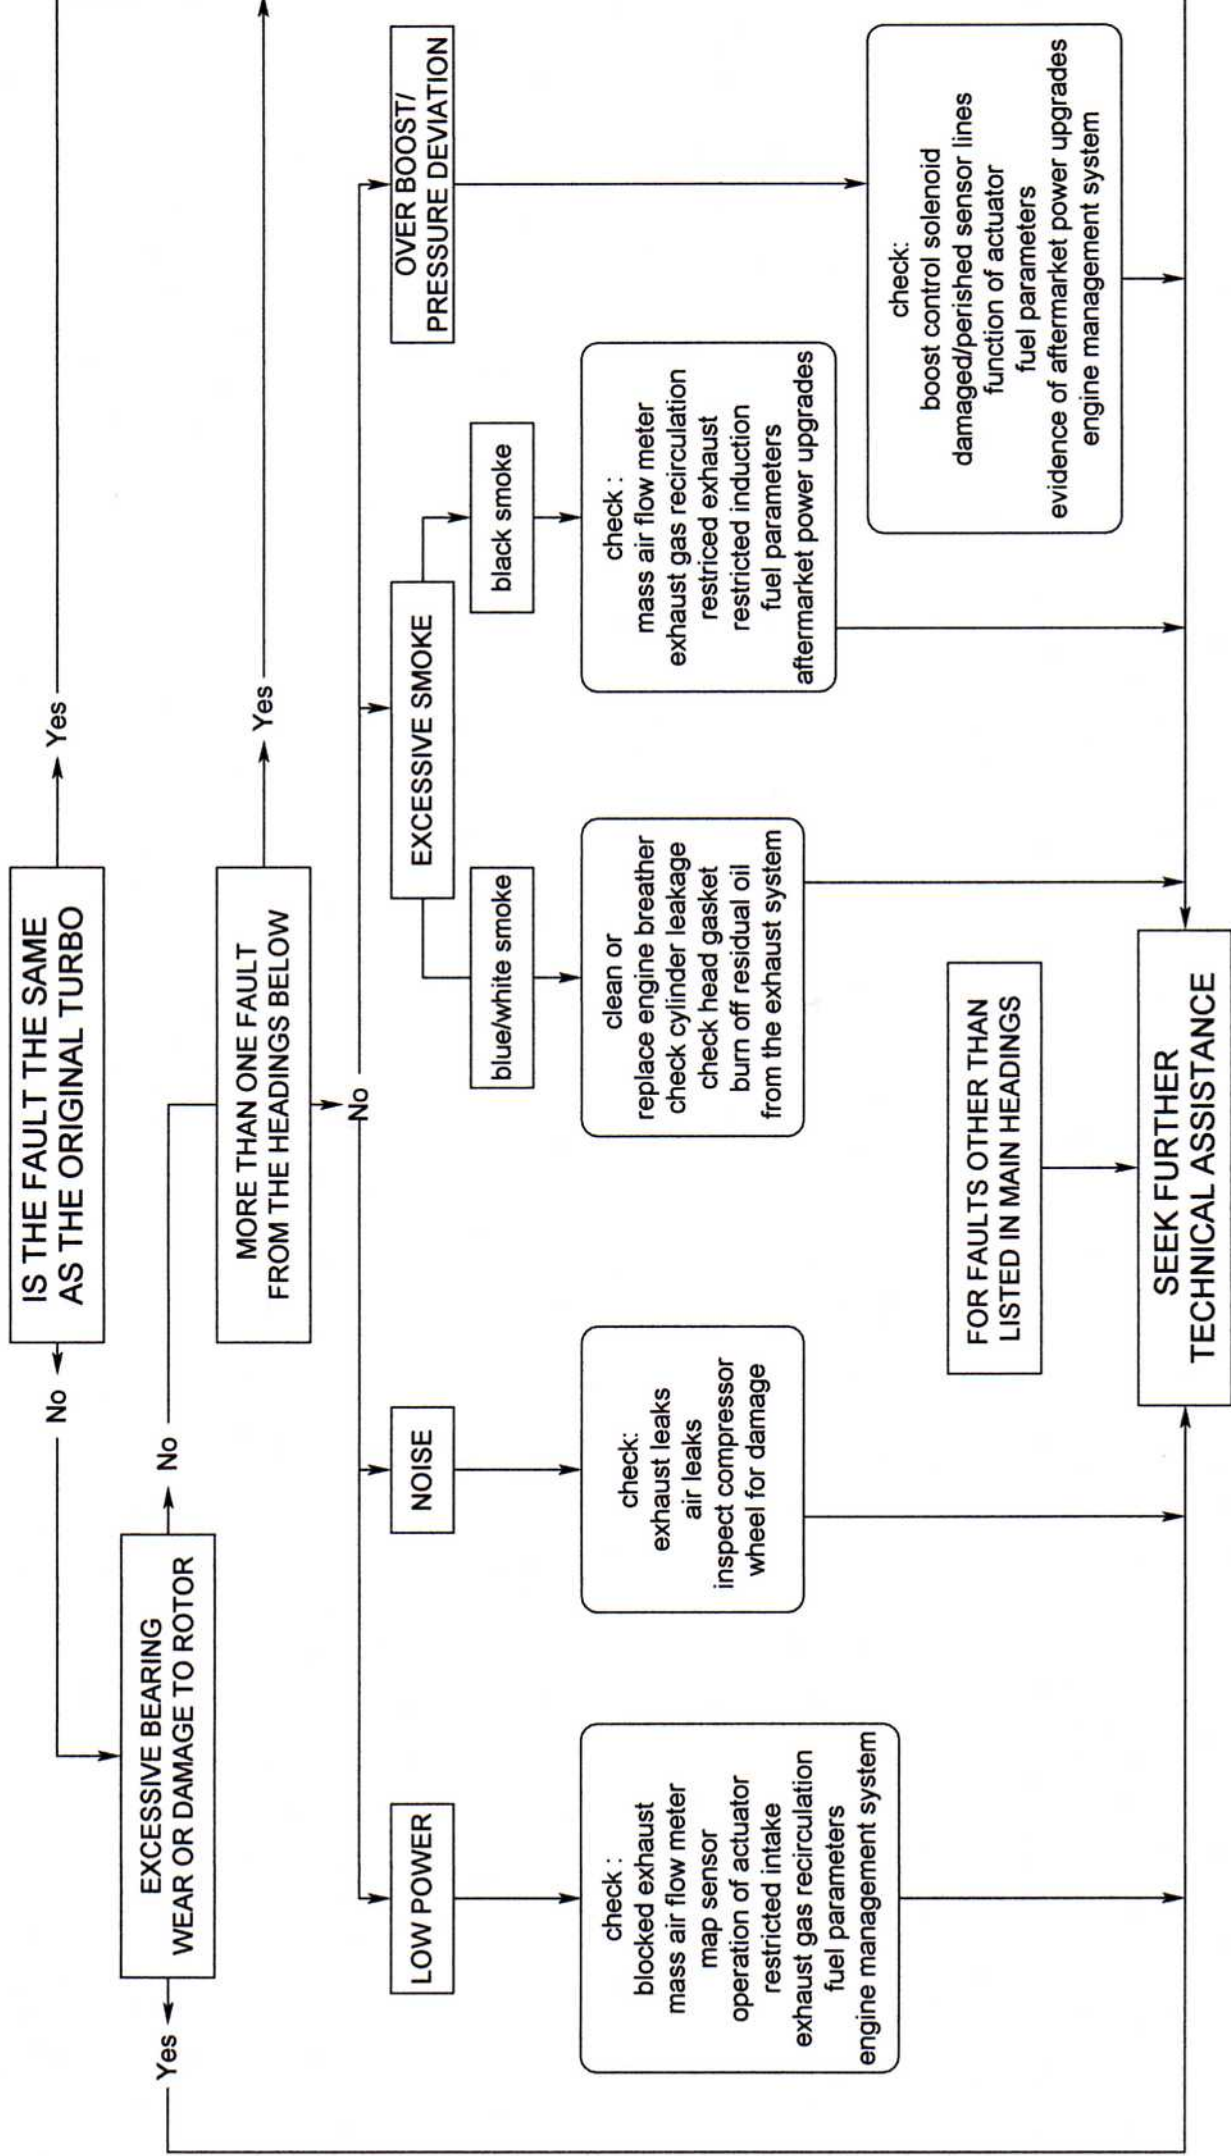 IS THE FAULT THE SAME
AS THE ORIGINAL TURBO
Yes
No
EXCESSIVE BEARING
WEAR OR DAMAGE TO ROTOR
Yes
No
MORE THAN ONE FAULT
FROM THE HEADINGS BELOW
Yes
No
LOW POWER
check :
blocked exhaust
mass air flow meter
map sensor
operation of actuator
restricted intake
exhaust gas recirculation
fuel parameters
engine management system
NOISE
check:
exhaust leaks
air leaks
inspect compressor
wheel for damage
EXCESSIVE SMOKE
blue/white smoke
clean or
replace engine breather
check cylinder leakage
check head gasket
burn off residual oil
from the exhaust system
black smoke
check :
mass air flow meter
exhaust gas recirculation
restriced exhaust
restricted induction
fuel parameters
aftermarket power upgrades
OVER BOOST/
PRESSURE DEVIATION
check:
boost control solenoid
damaged/perished sensor lines
function of actuator
fuel parameters
evidence of aftermarket power upgrades
engine management system
FOR FAULTS OTHER THAN
LISTED IN MAIN HEADINGS
SEEK FURTHER
TECHNICAL ASSISTANCE